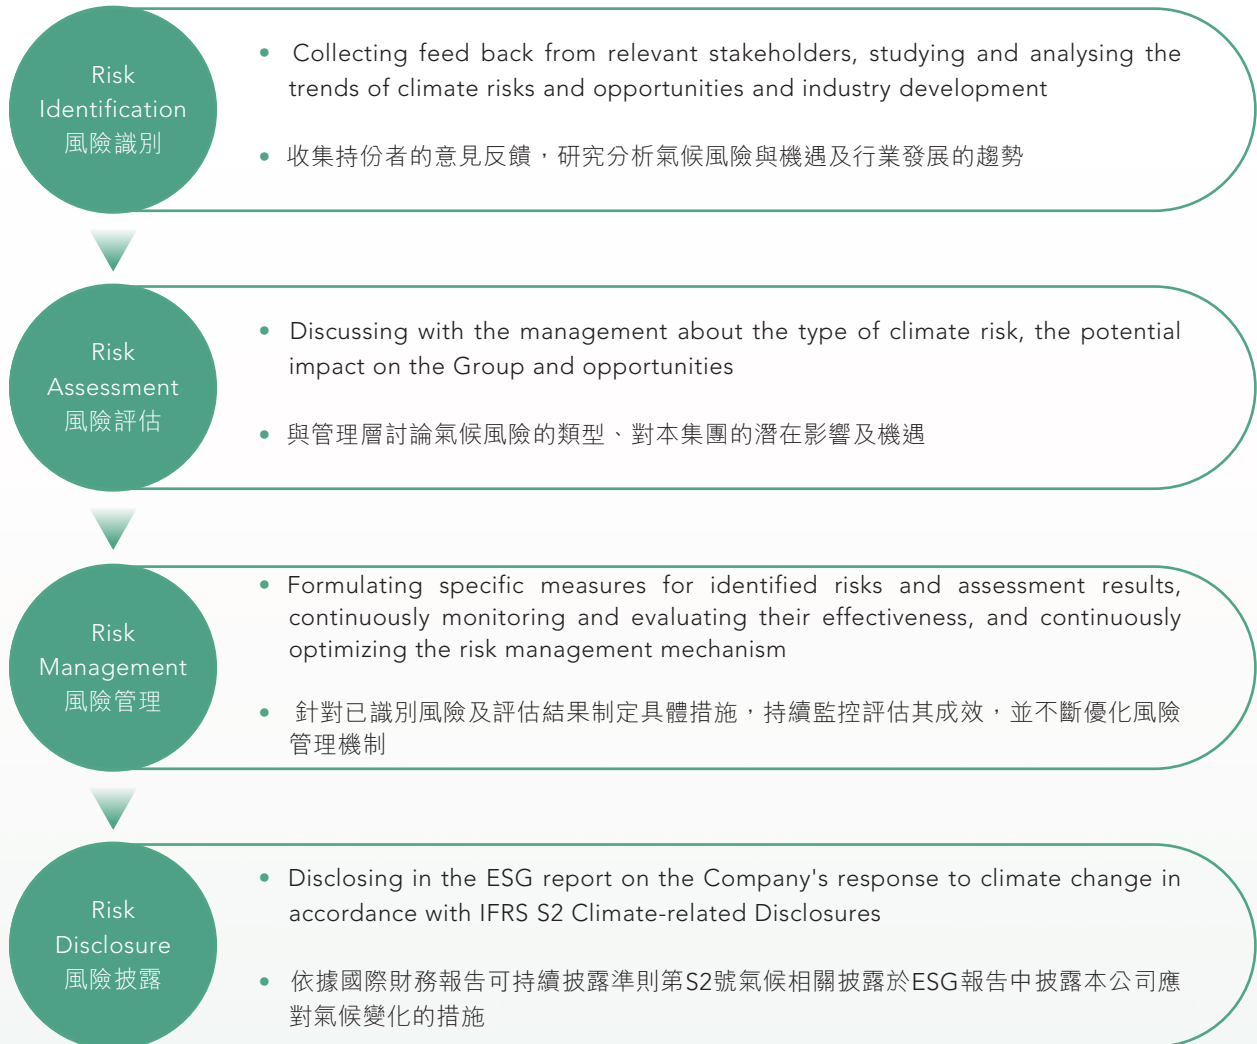 Risk
Identification
風險識別
• Collecting feed back from relevant stakeholders, studying and analysing the
trends of climate risks and opportunities and industry development
• 收集持份者的意見反饋，研究分析氣候風險與機遇及行業發展的趨勢
Risk
Assessment
風險評估
• Discussing with the management about the type of climate risk, the potential
impact on the Group and opportunities
• 與管理層討論氣候風險的類型、對本集團的潛在影響及機遇
Risk
Management
風險管理
• Formulating specific measures for identified risks and assessment results,
continuously monitoring and evaluating their effectiveness, and continuously
optimizing the risk management mechanism
• 針對已識別風險及評估結果制定具體措施，持續監控評估其成效，並不斷優化風險
管理機制
Risk
Disclosure
風險披露
• Disclosing in the ESG report on the Company's response to climate change in
accordance with IFRS S2 Climate-related Disclosures
• 依據國際財務報告可持續披露準則第S2號氣候相關披露於ESG報告中披露本公司應
對氣候變化的措施